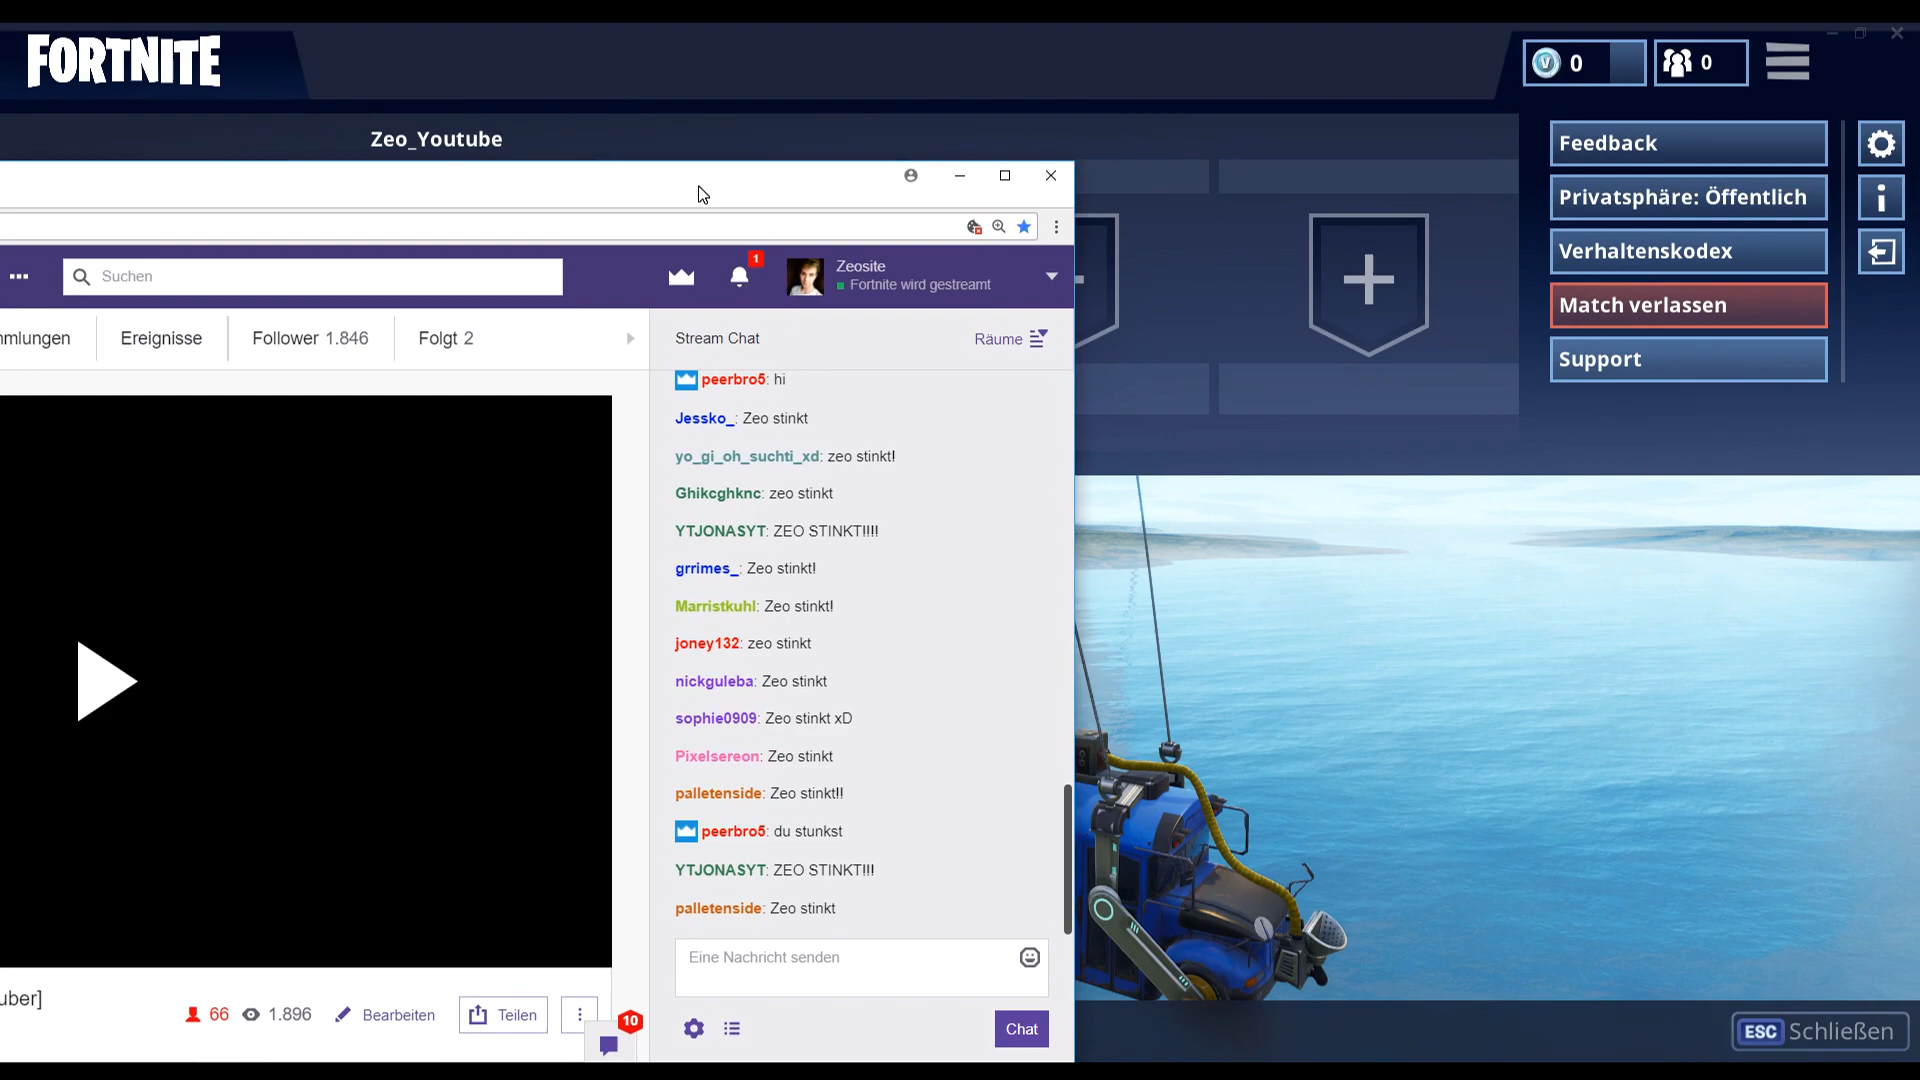 FORTNITE
V 0
0
Zeo_Youtube
Feedback
Privatsphäre: Öffentlich
Verhaltenskodex
Match verlassen
Support
Suchen
1
Zeosite
Fortnite wird gestreamt
mmlungen
Ereignisse
Follower 1.846
Folgt 2
Stream Chat
Räume
peerbro5: hi
Jessko_: Zeo stinkt
yo_gi_oh_suchti_xd: zeo stinkt!
Ghikcghknc: zeo stinkt
YTJONASYT: ZEO STINKT!!!!
grrimes_: Zeo stinkt!
Marristkuhl: Zeo stinkt!
joney132: zeo stinkt
nickguleba: Zeo stinkt
sophie0909: Zeo stinkt xD
Pixelsereon: Zeo stinkt
palletenside: Zeo stinkt!!
peerbro5: du stunkst
YTJONASYT: ZEO STINKT!!!
palletenside: Zeo stinkt
Eine Nachricht senden
Chat
uber]
66
1.896
Bearbeiten
Teilen
10
ESC Schließen